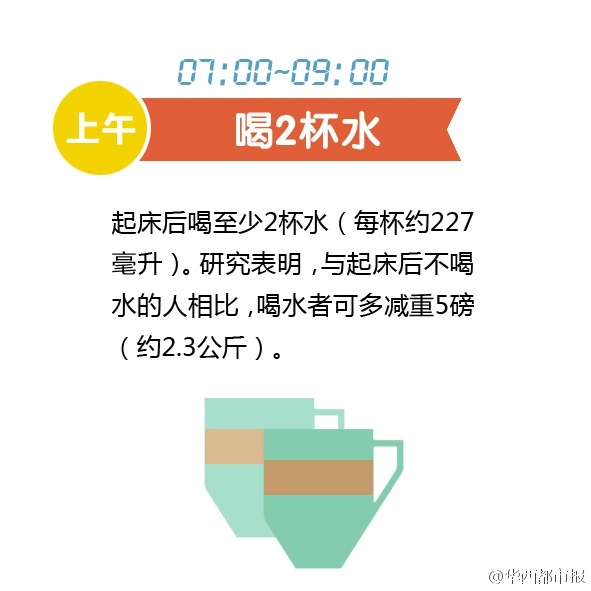 07:00~09:00
上午
喝2杯水
起床后喝至少2杯水（每杯约227
毫升）。研究表明，与起床后不喝
水的人相比，喝水者可多减重5磅
（约2.3公斤）。
@华西都市报